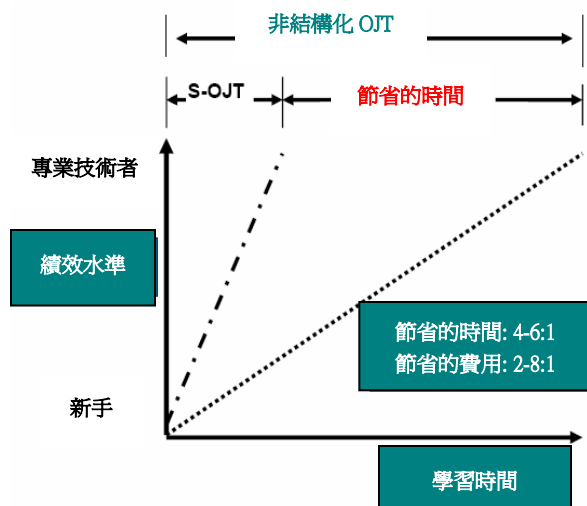 非結構化 OJT
S-OJT
節省的時間
專業技術者
績效水準
節省的時間: 4-6:1
節省的費用: 2-8:1
新手
學習時間